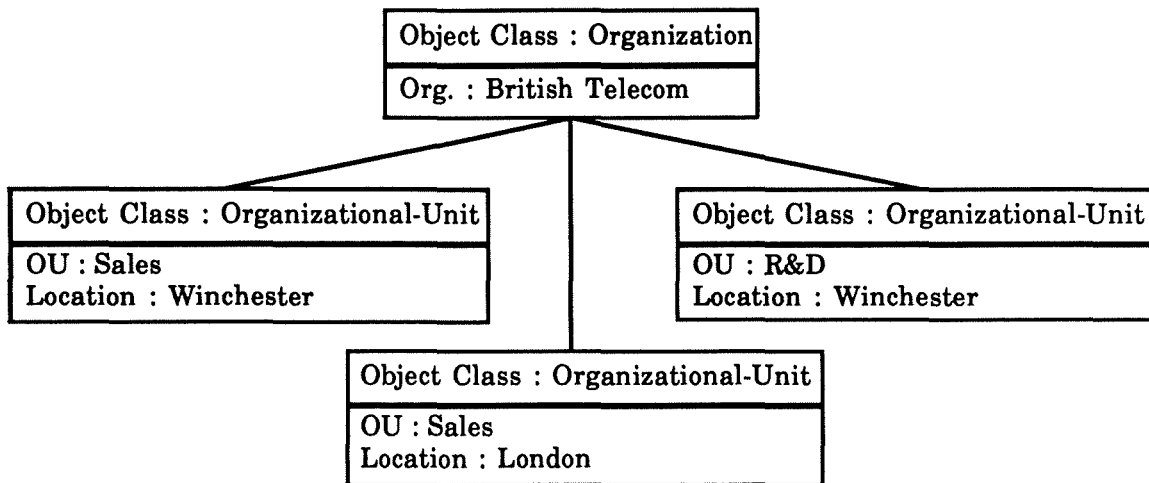 Object Class : Organization
Org. : British Telecom
Object Class : Organizational-Unit
OU : Sales
Location : Winchester
Object Class : Organizational-Unit
OU : R&D
Location : Winchester
Object Class : Organizational-Unit
OU : Sales
Location : London